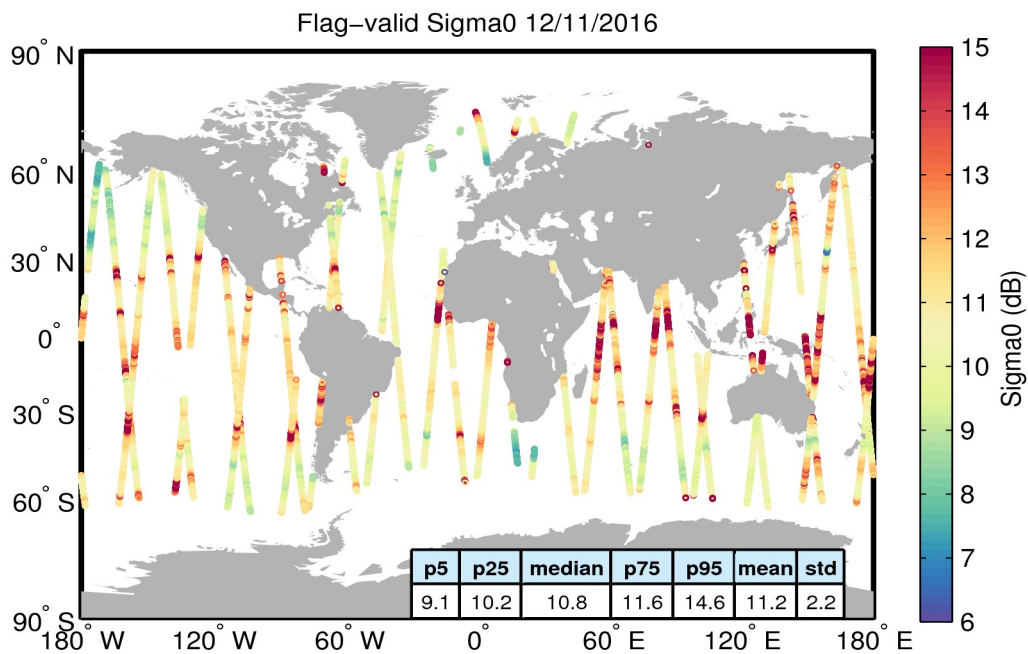 Flag−valid Sigma0 12/11/2016
90° N
60° N
30° N
0°
30° S
60° S
90° S
180° W
120° W
60° W
0°
60° E
120° E
180° E
15
14
13
12
11
10
9
8
7
6
Sigma0 (dB)
p5 p25 median p75 p95 mean std
9.1 10.2 10.8 11.6 14.6 11.2 2.2